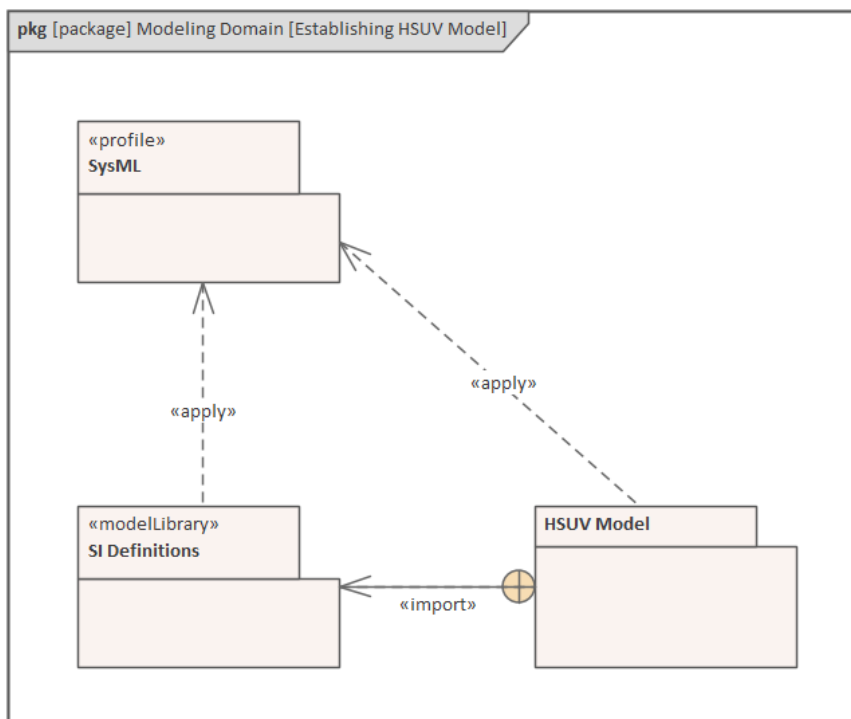 pkg [package] Modeling Domain [Establishing HSUV Model]
«profile»
SysML
«apply»
«apply»
«modelLibrary»
SI Definitions
HSUV Model
«import»